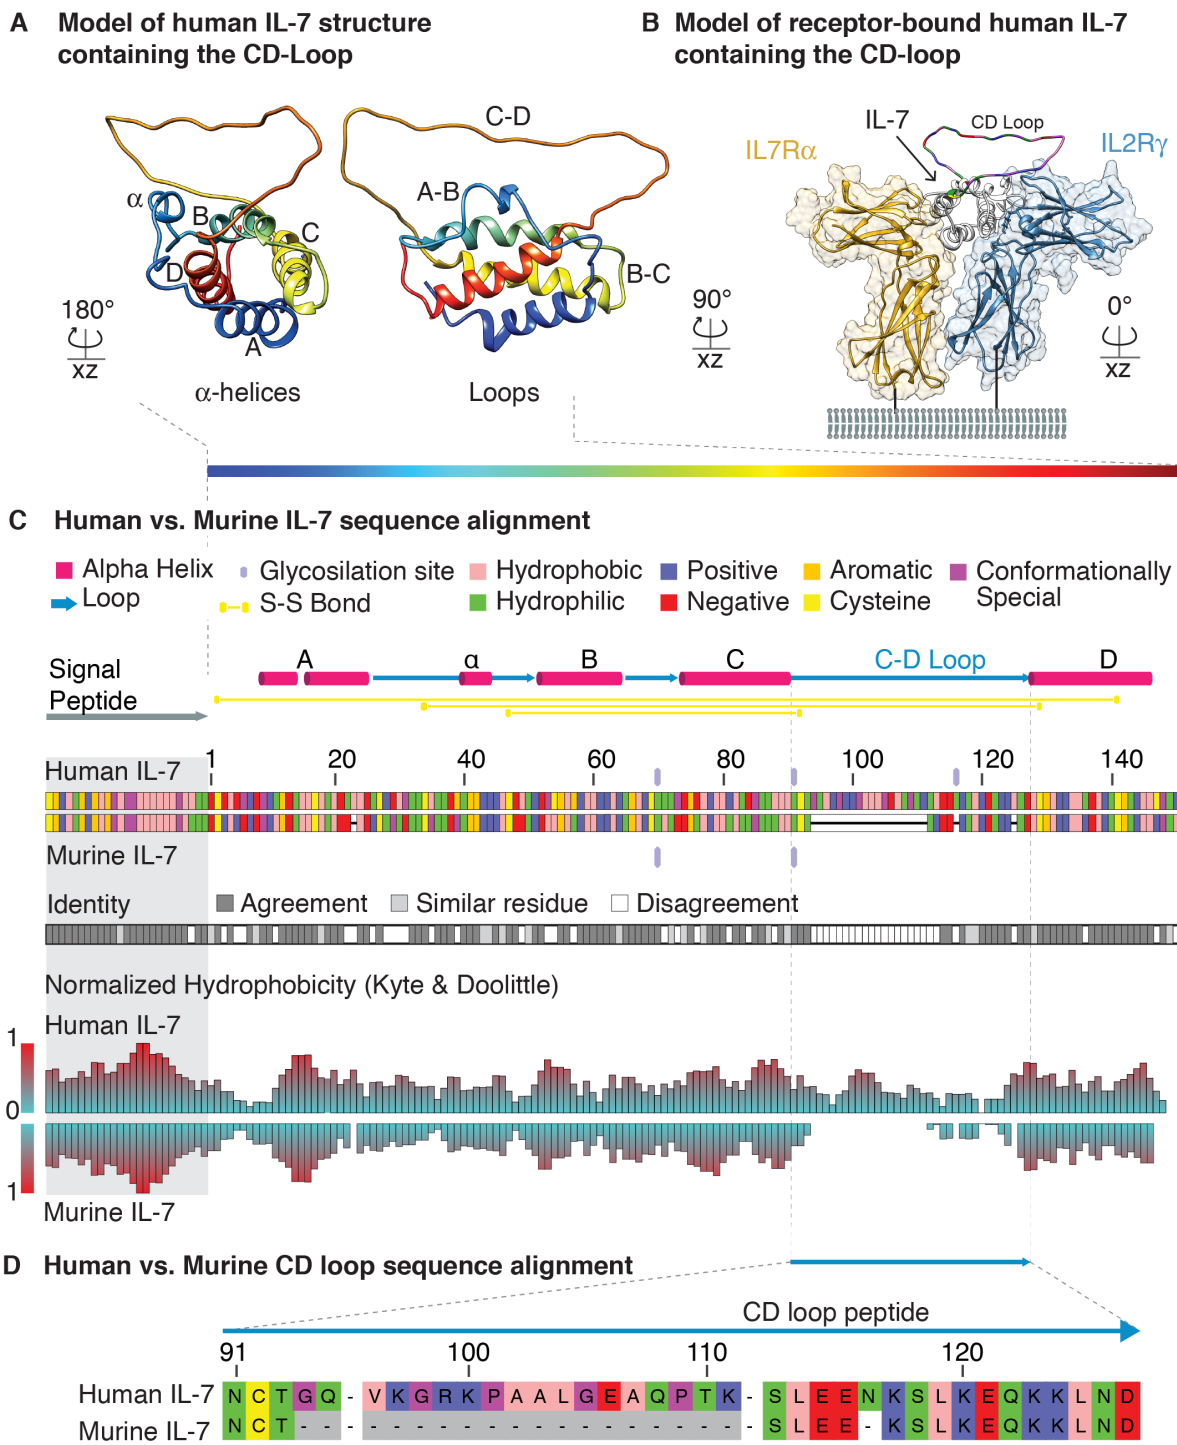 A Model of human IL-7 structure
containing the CD-Loop
B Model of receptor-bound human IL-7
containing the CD-loop
C-D
CD Loop
IL-7
IL7Rα
IL2Rγ
α
B
C
D
A
A-B
B-C
180°
xz
90°
xz
0°
xz
α-helices
Loops
C Human vs. Murine IL-7 sequence alignment
Alpha Helix
Glycosilation site
Hydrophobic
Positive
Aromatic
Conformationally
Special
Loop
S-S Bond
Hydrophilic
Negative
Cysteine
Signal
Peptide
A α B C C-D Loop D
1 20 40 60 80 100 120 140
Human IL-7
Murine IL-7
Identity Agreement Similar residue Disagreement
Normalized Hydrophobicity (Kyte & Doolittle)
Human IL-7
1
0
1
Murine IL-7
D Human vs. Murine CD loop sequence alignment
CD loop peptide
91 100 110 120
Human IL-7 N C T G Q - V K G R K P A A L G E A Q P T K - S L E E N K S L K E Q K K L N D
Murine IL-7 N C T - - - - - - - - - - - - - - - - - - - - S L E E - K S L K E Q K K L N D